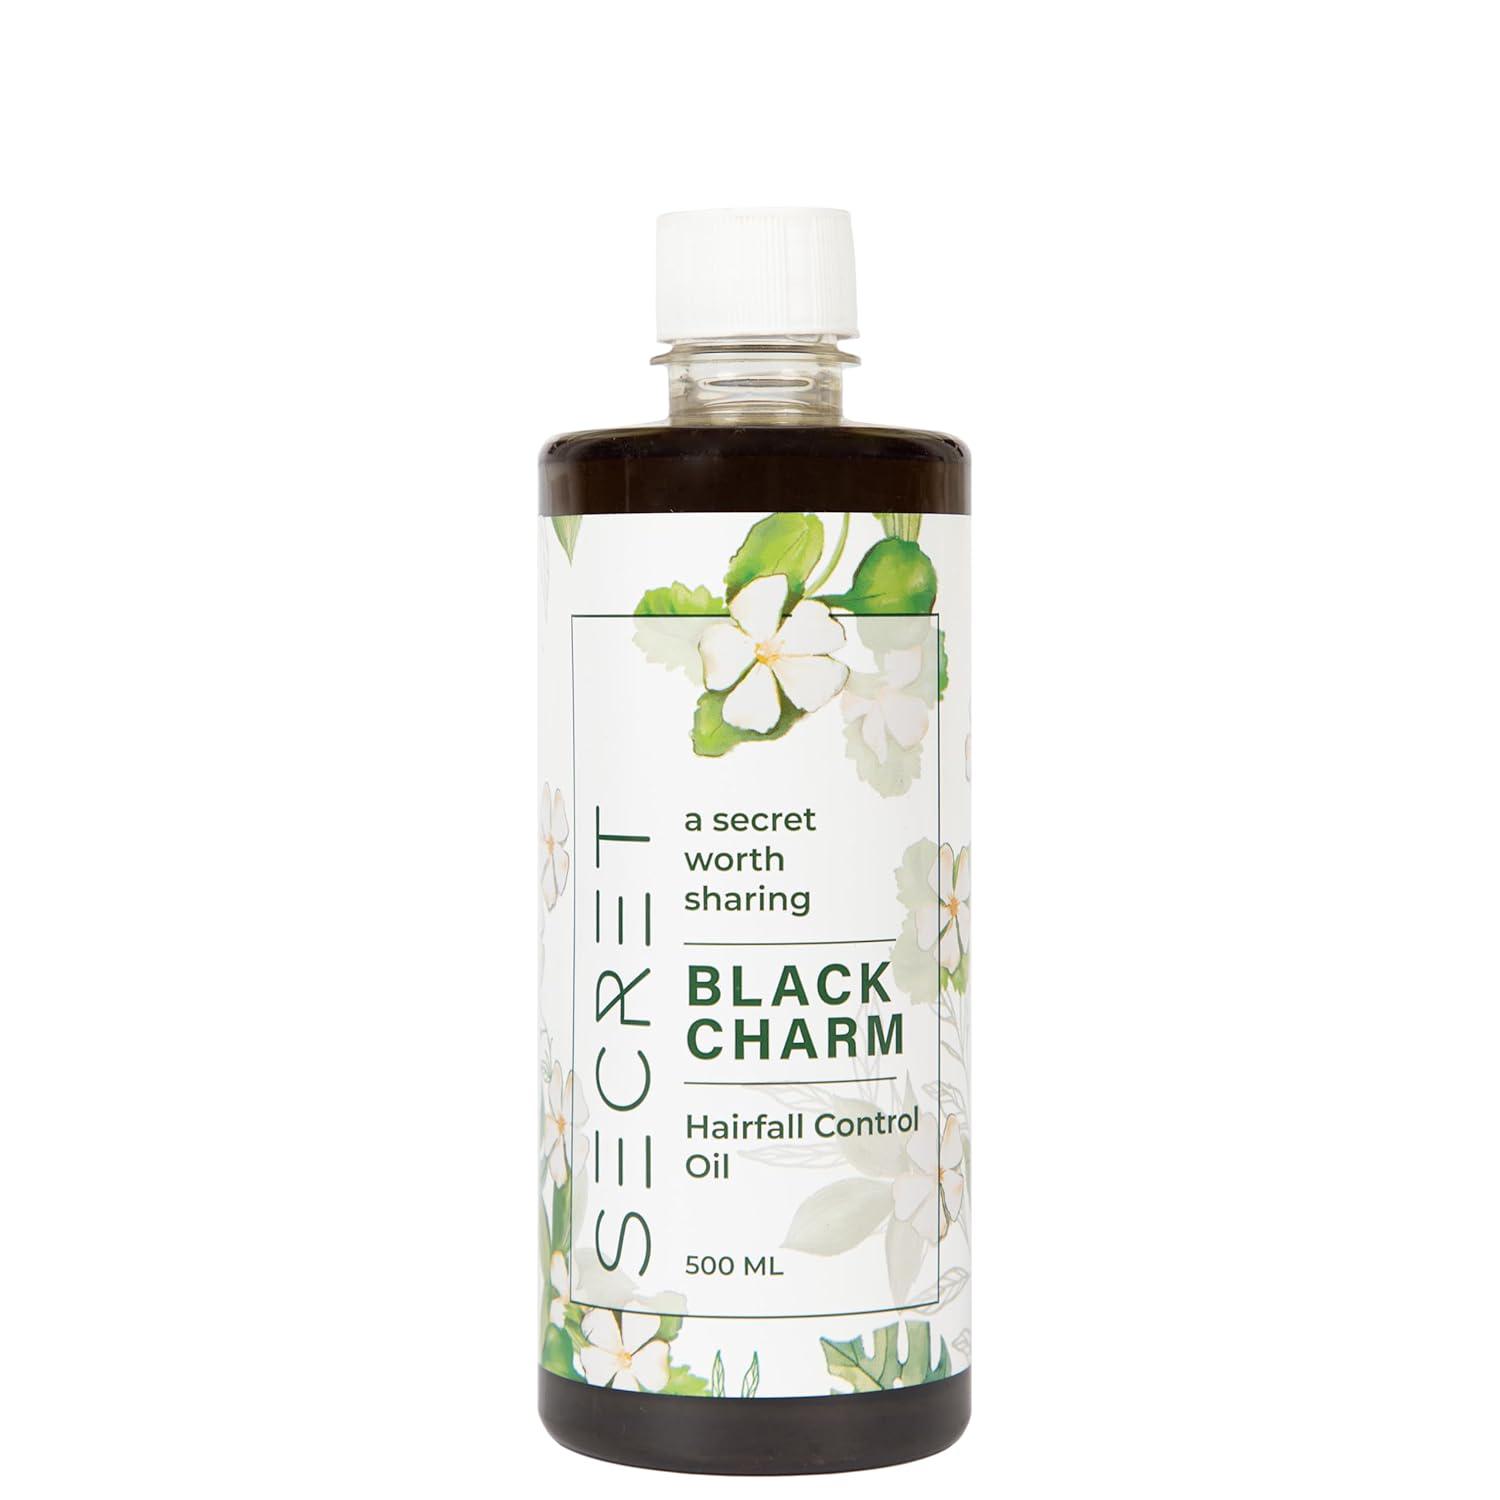 SECRET
a secret
worth
sharing
BLACK
CHARM
Hairfall Control
Oil
500 ML